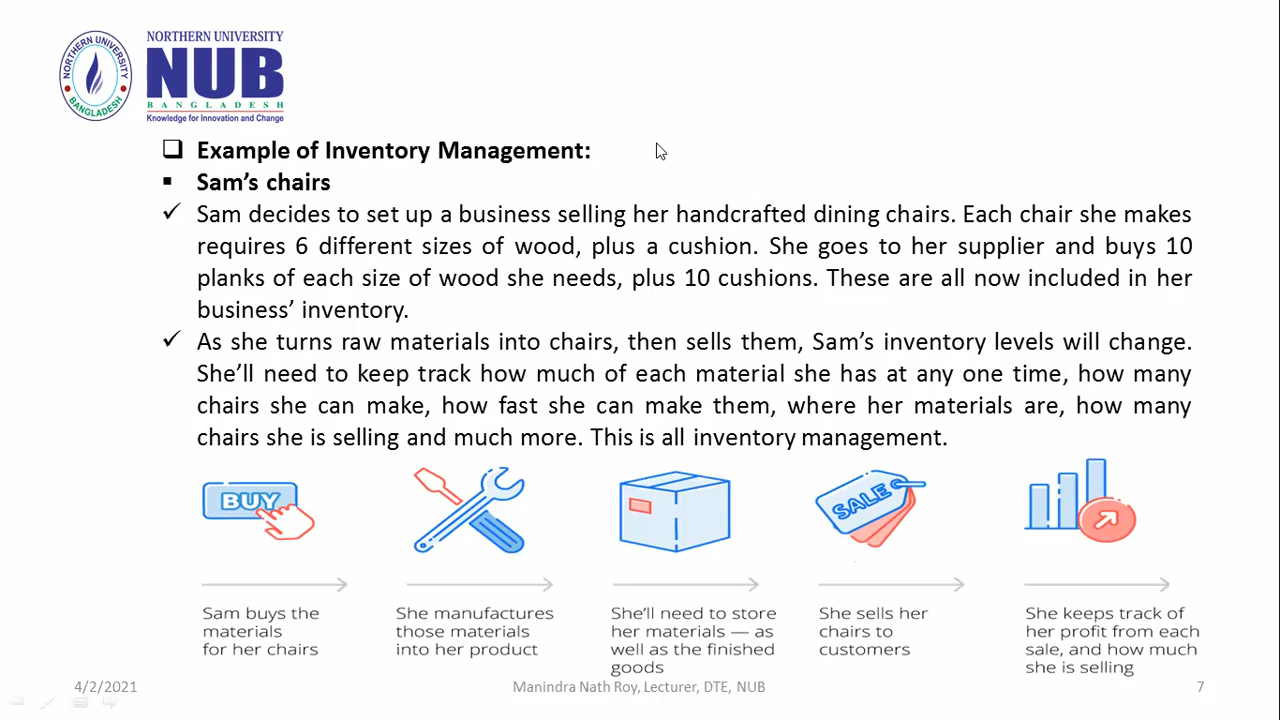 NORTHERN UNIVERSITY
BANGLADESH
NORTHERN UNIVERSITY
NUB
BANGLADESH
Knowledge for Innovation and Change
Example of Inventory Management:
Sam's chairs
Sam decides to set up a business selling her handcrafted dining chairs. Each chair she makes
requires 6 different sizes of wood, plus a cushion. She goes to her supplier and buys 10
planks of each size of wood she needs, plus 10 cushions. These are all now included in her
business' inventory.
As she turns raw materials into chairs, then sells them, Sam's inventory levels will change.
She'll need to keep track how much of each material she has at any one time, how many
chairs she can make, how fast she can make them, where her materials are, how many
chairs she is selling and much more. This is all inventory management.
BUY
SALE
Sam buys the
materials
for her chairs
She manufactures
those materials
into her product
She'll need to store
her materials — as
well as the finished
goods
She sells her
chairs to
customers
She keeps track of
her profit from each
sale, and how much
she is selling
4/2/2021
Manindra Nath Roy, Lecturer, DTE, NUB
7